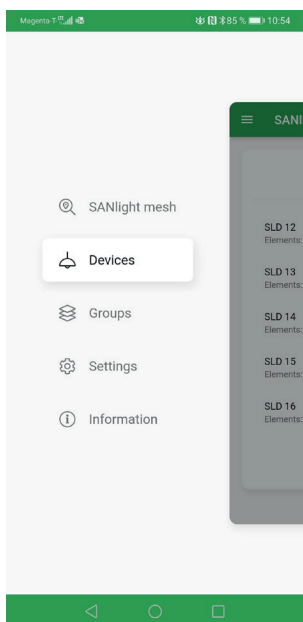 Magenta-T 85 % 10:54
SANl
SANlight mesh
SLD 12
Elements:
Devices
SLD 13
Elements:
Groups
SLD 14
Elements:
Settings
SLD 15
Elements:
SLD 16
Elements:
Information